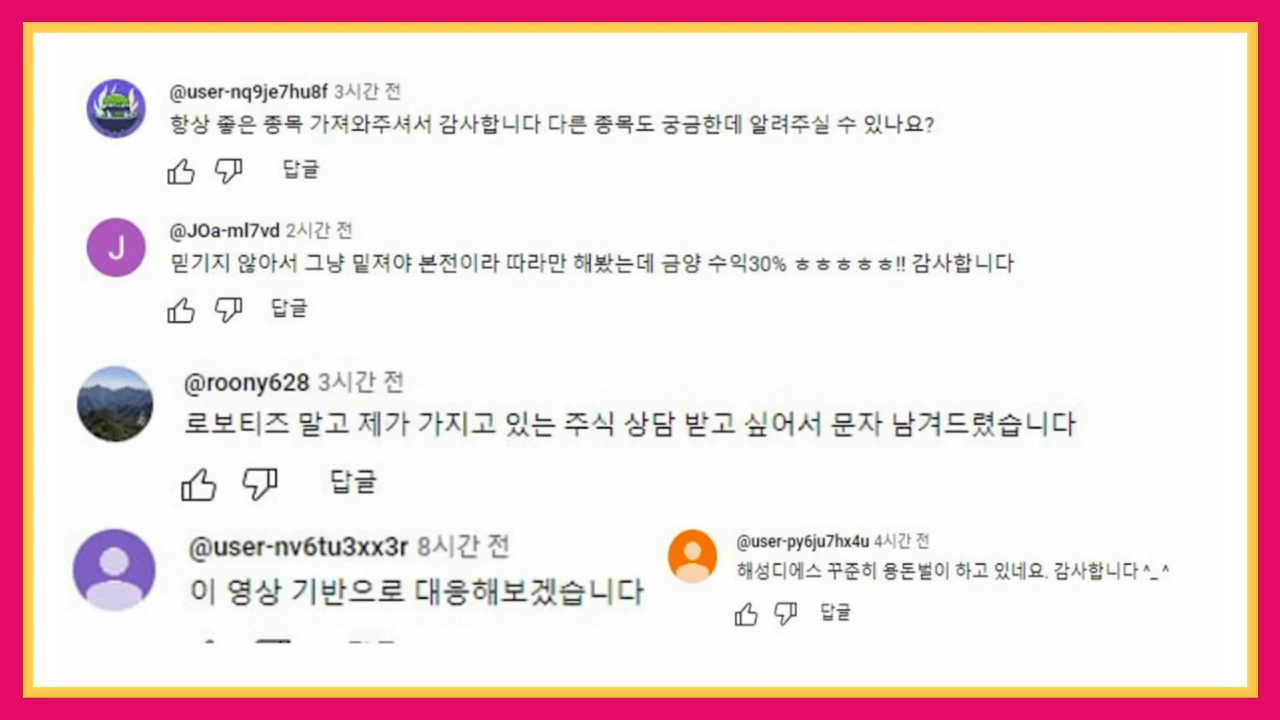 @user-nq9je7hu8f 3시간 전
항상 좋은 종목 가져와주셔서 감사합니다 다른 종목도 궁금한데 알려주실 수 있나요?
답글
J
@JOa-ml7vd 2시간 전
믿기지 않아서 그냥 밑져야 본전이라 따라만 해봤는데 금양 수익30% ㅎㅎㅎㅎㅎ!! 감사합니다
답글
@roony628 3시간 전
로보티즈 말고 제가 가지고 있는 주식 상담 받고 싶어서 문자 남겨드렸습니다
답글
@user-nv6tu3xx3r 8시간 전
이 영상 기반으로 대응해보겠습니다
@user-py6ju7hx4u 4시간 전
해성디에스 꾸준히 용돈벌이 하고 있네요. 감사합니다 ^_^
답글